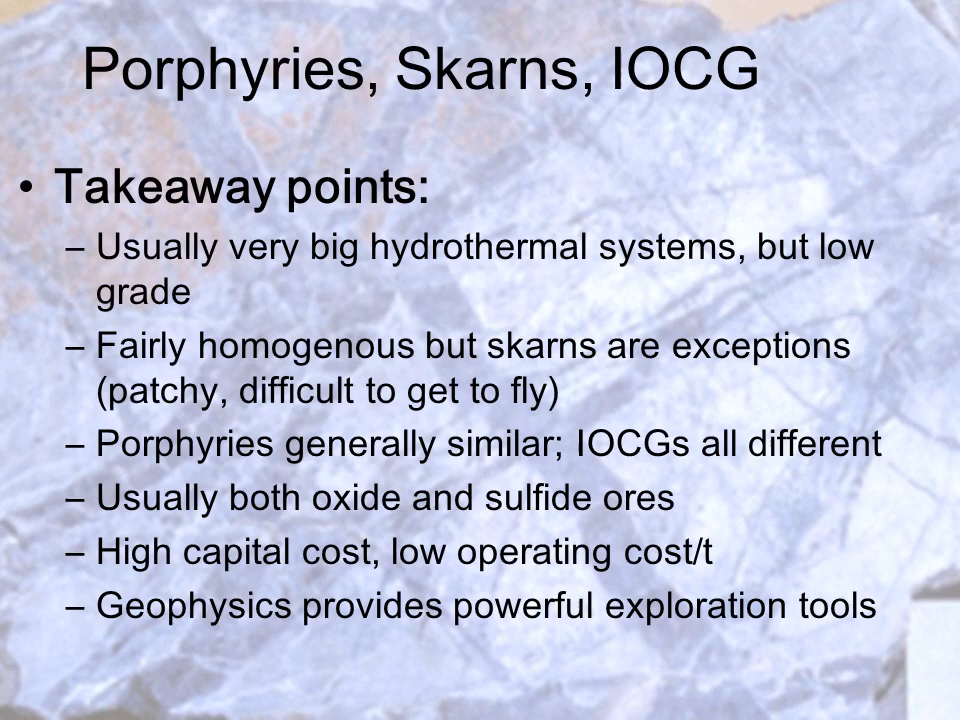 Porphyries, Skarns, IOCG
• Takeaway points:
– Usually very big hydrothermal systems, but low
grade
– Fairly homogenous but skarns are exceptions
(patchy, difficult to get to fly)
– Porphyries generally similar; IOCGs all different
– Usually both oxide and sulfide ores
– High capital cost, low operating cost/t
– Geophysics provides powerful exploration tools